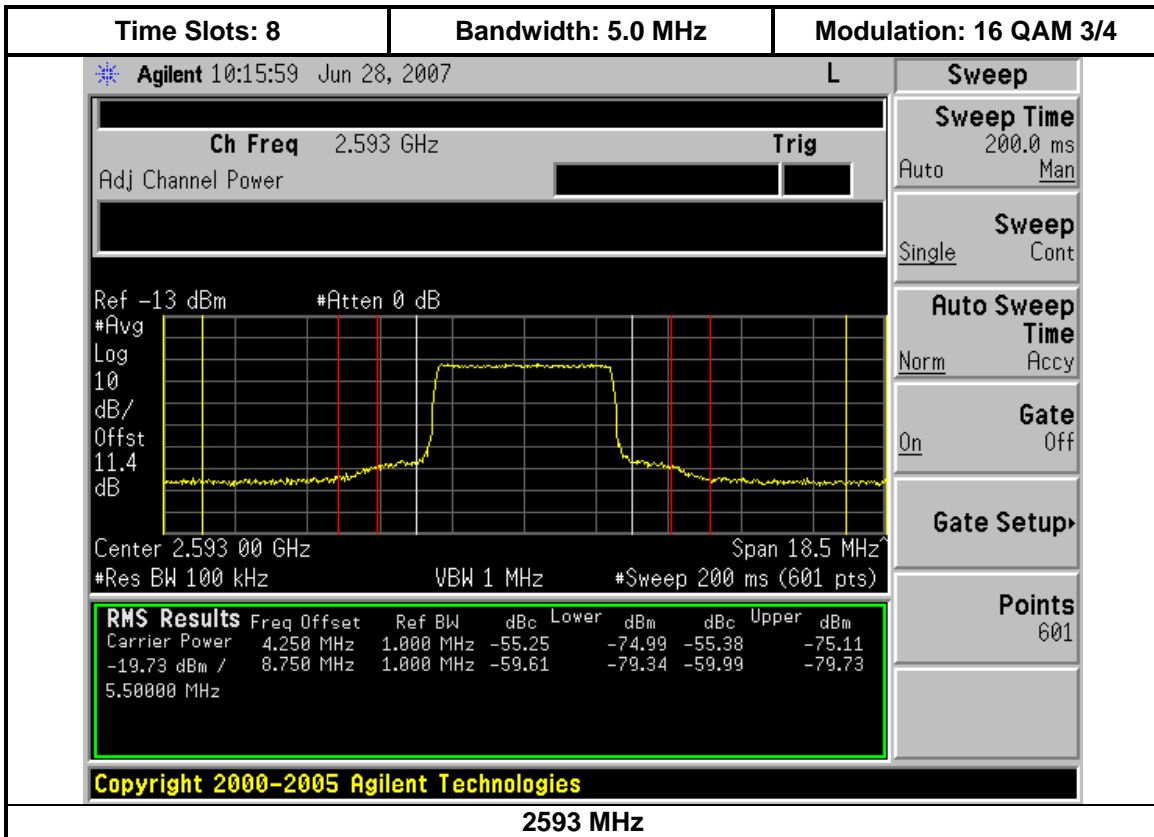 Time Slots: 8 Bandwidth: 5.0 MHz Modulation: 16 QAM 3/4
Agilent 10:15:59 Jun 28, 2007 L Sweep
Ch Freq 2.593 GHz Trig
Adj Channel Power
Sweep Time
200.0 ms
Auto Man
Sweep
Single Cont
Ref -13 dBm #Atten 0 dB
#Avg
Log
10
dB/
Offst
11.4
dB
Auto Sweep
Time
Norm Accy
Gate
On Off
Gate Setup
Center 2.593 00 GHz Span 18.5 MHz^
#Res BW 100 kHz VBW 1 MHz #Sweep 200 ms (601 pts)
Points
601
RMS Results Freq Offset Ref BW dBc Lower dBm dBc Upper dBm
Carrier Power 4.250 MHz 1.000 MHz -55.25 -74.99 -55.38 -75.11
-19.73 dBm / 8.750 MHz 1.000 MHz -59.61 -79.34 -59.99 -79.73
5.50000 MHz
Copyright 2000-2005 Agilent Technologies
2593 MHz